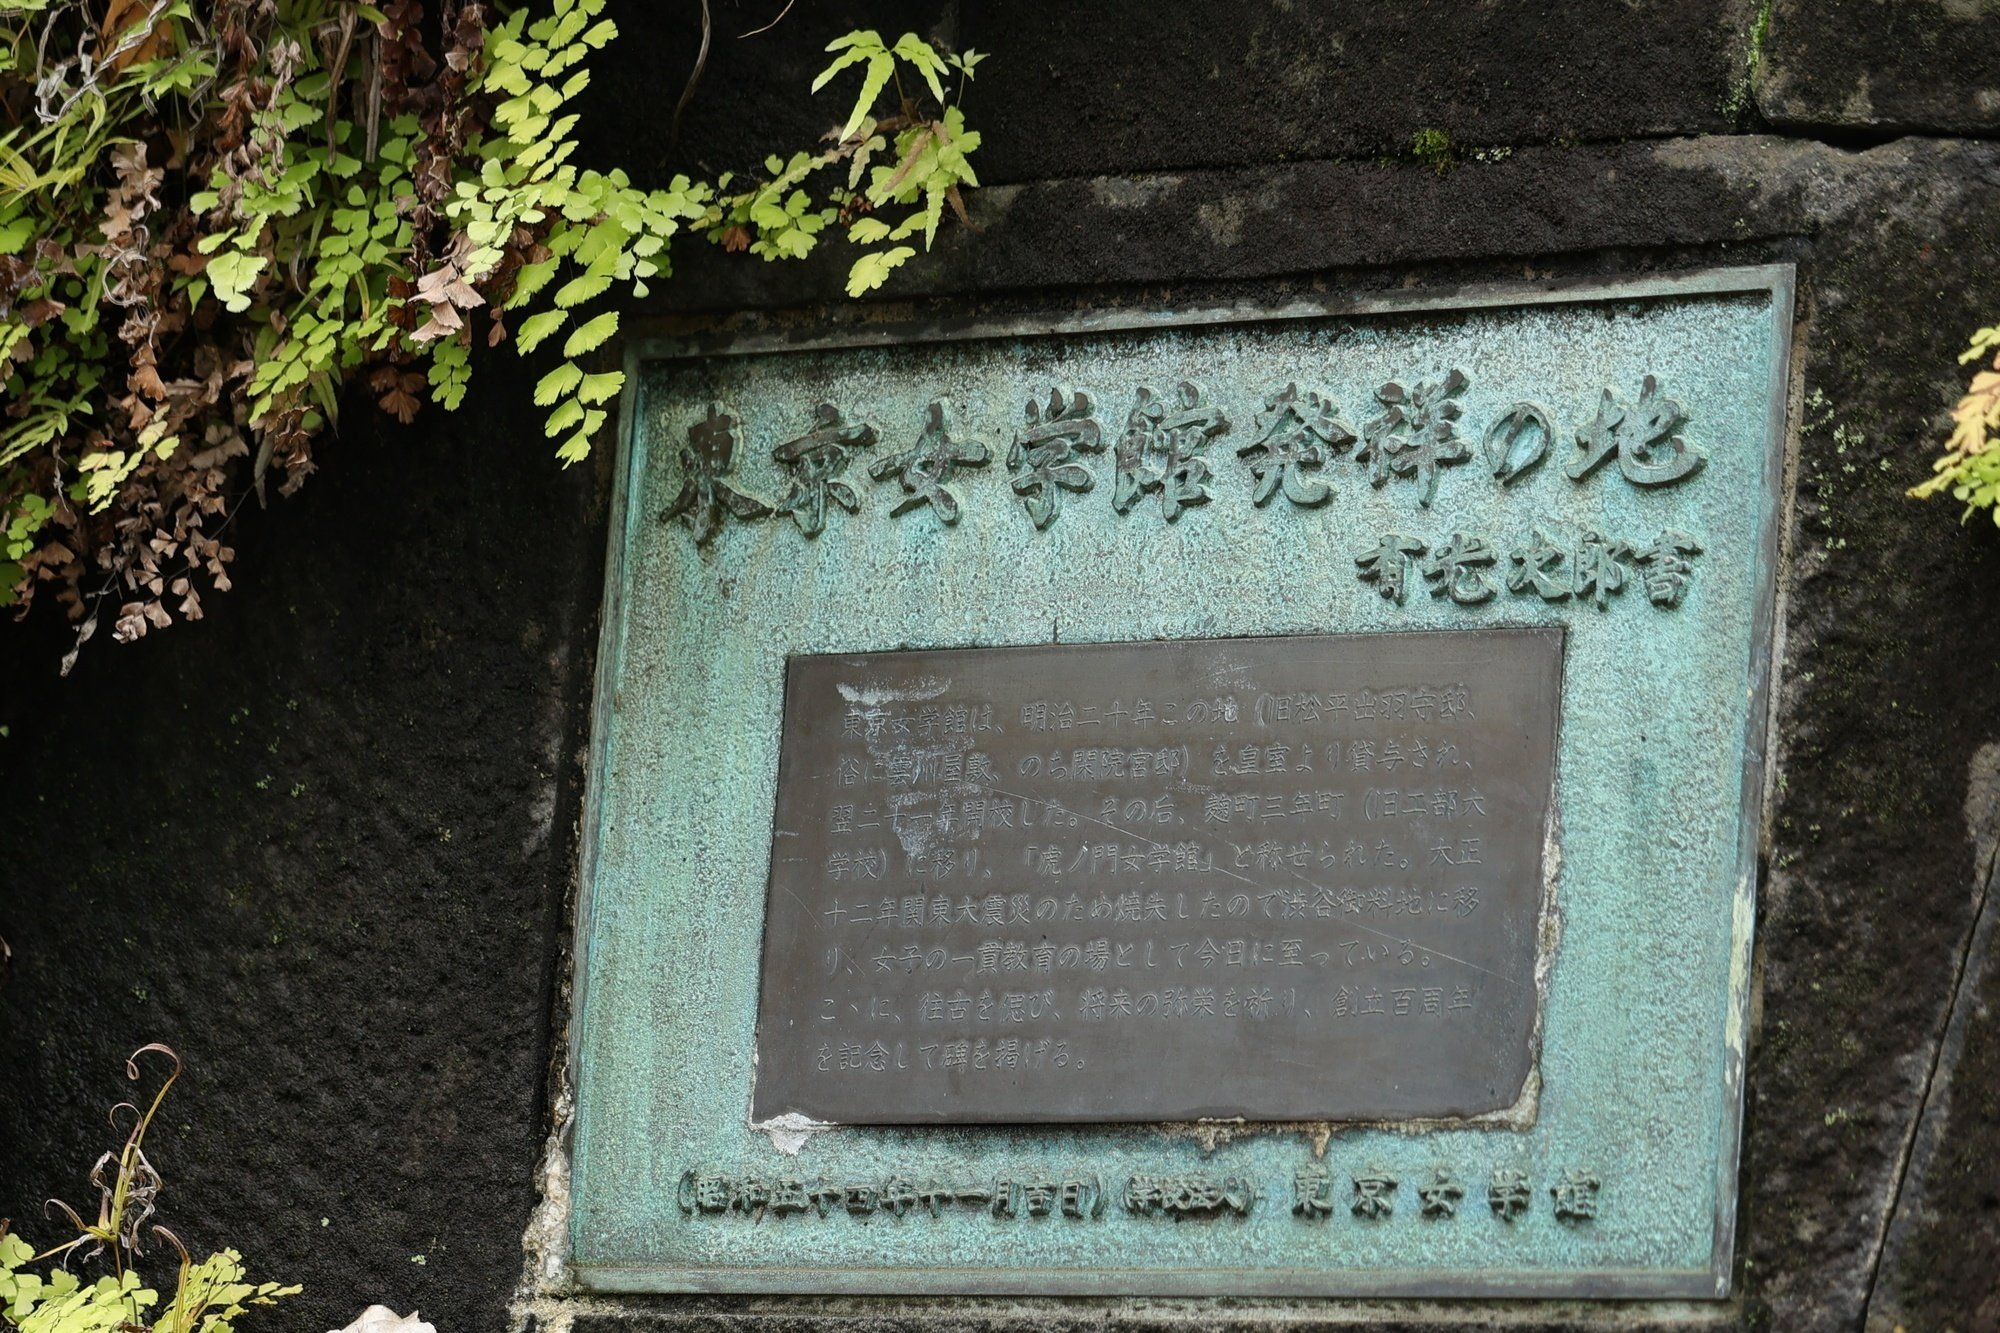 東京女学館発祥の地
有光次郎書
東京女学館は、明治二十年この地（旧松平出羽守邸、
俗に雲州屋敷、のち閑院宮邸）を皇室より貸与され、
翌二十一年開校した。その后、麹町三年町（旧工部大
学校）に移り、「虎ノ門女学館」と称せられた。大正
十二年関東大震災のため焼失したので渋谷御料地に移
り、女子の一貫教育の場として今日に至っている。
こゝに、往古を偲び、将来の弥栄を祈り、創立百周年
を記念して碑を掲げる。
（昭和五十四年十一月吉日）（学校法人）東京女学館